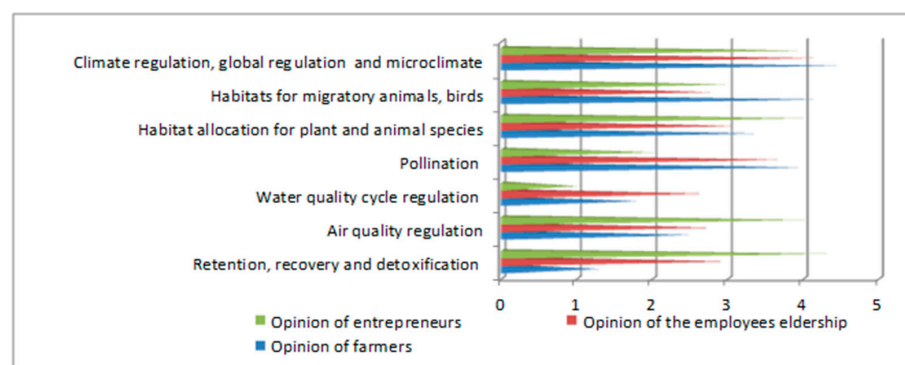 Climate regulation, global regulation and microclimate
Habitats for migratory animals, birds
Habitat allocation for plant and animal species
Pollination
Water quality cycle regulation
Air quality regulation
Retention, recovery and detoxification
0 1 2 3 4 5
Opinion of entrepreneurs Opinion of the employees eldership
Opinion of farmers